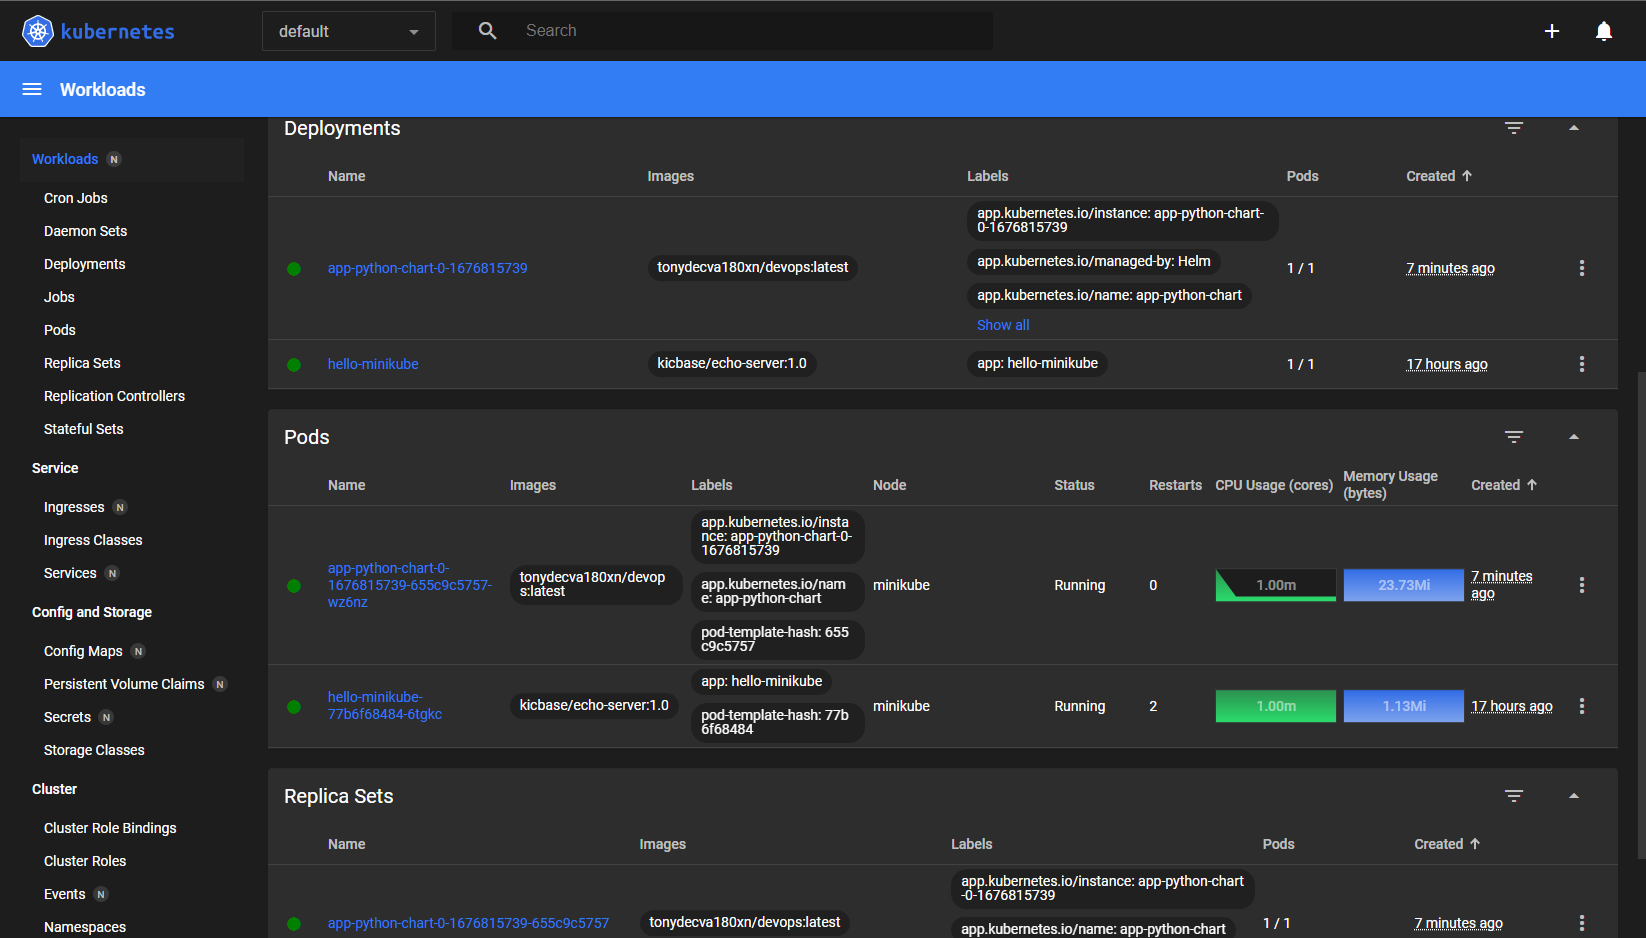 kubernetes
default
Search
Workloads
Workloads N
Cron Jobs
Daemon Sets
Deployments
Jobs
Pods
Replica Sets
Replication Controllers
Stateful Sets
Service
Ingresses N
Ingress Classes
Services N
Config and Storage
Config Maps N
Persistent Volume Claims N
Secrets N
Storage Classes
Cluster
Cluster Role Bindings
Cluster Roles
Events N
Namespaces
Deployments
Name Images Labels Pods Created
app-python-chart-0-1676815739
tonydecva180xn/devops:latest
app.kubernetes.io/instance: app-python-chart-
0-1676815739
app.kubernetes.io/managed-by: Helm
app.kubernetes.io/name: app-python-chart
Show all
1 / 1
7 minutes ago
hello-minikube
kicbase/echo-server:1.0
app: hello-minikube
1 / 1
17 hours ago
Pods
Name Images Labels Node Status Restarts CPU Usage (cores) Memory Usage
(bytes)
Created
app-python-chart-0-
1676815739-655c9c5757-
wz6nz
tonydecva180xn/devop
s:latest
app.kubernetes.io/insta
nce: app-python-chart-0-
1676815739
app.kubernetes.io/nam
e: app-python-chart
pod-template-hash: 655
c9c5757
minikube
Running
0
1.00m
23.73Mi
7 minutes
ago
hello-minikube-
77b6f68484-6tgkc
kicbase/echo-server:1.0
app: hello-minikube
pod-template-hash: 77b
6f68484
minikube
Running
2
1.00m
1.13Mi
17 hours ago
Replica Sets
Name Images Labels Pods Created
app-python-chart-0-1676815739-655c9c5757
tonydecva180xn/devops:latest
app.kubernetes.io/instance: app-python-chart
-0-1676815739
app.kubernetes.io/name: app-python-chart
1 / 1
7 minutes ago